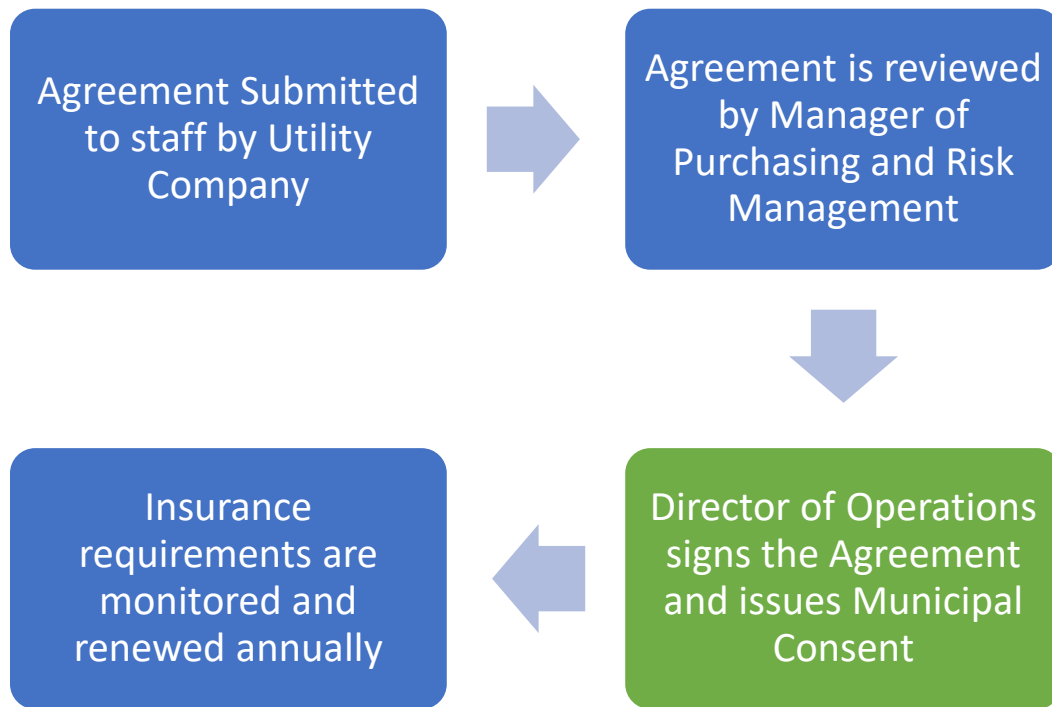 Agreement Submitted
to staff by Utility
Company
Agreement is reviewed
by Manager of
Purchasing and Risk
Management
Director of Operations
signs the Agreement
and issues Municipal
Consent
Insurance
requirements are
monitored and
renewed annually